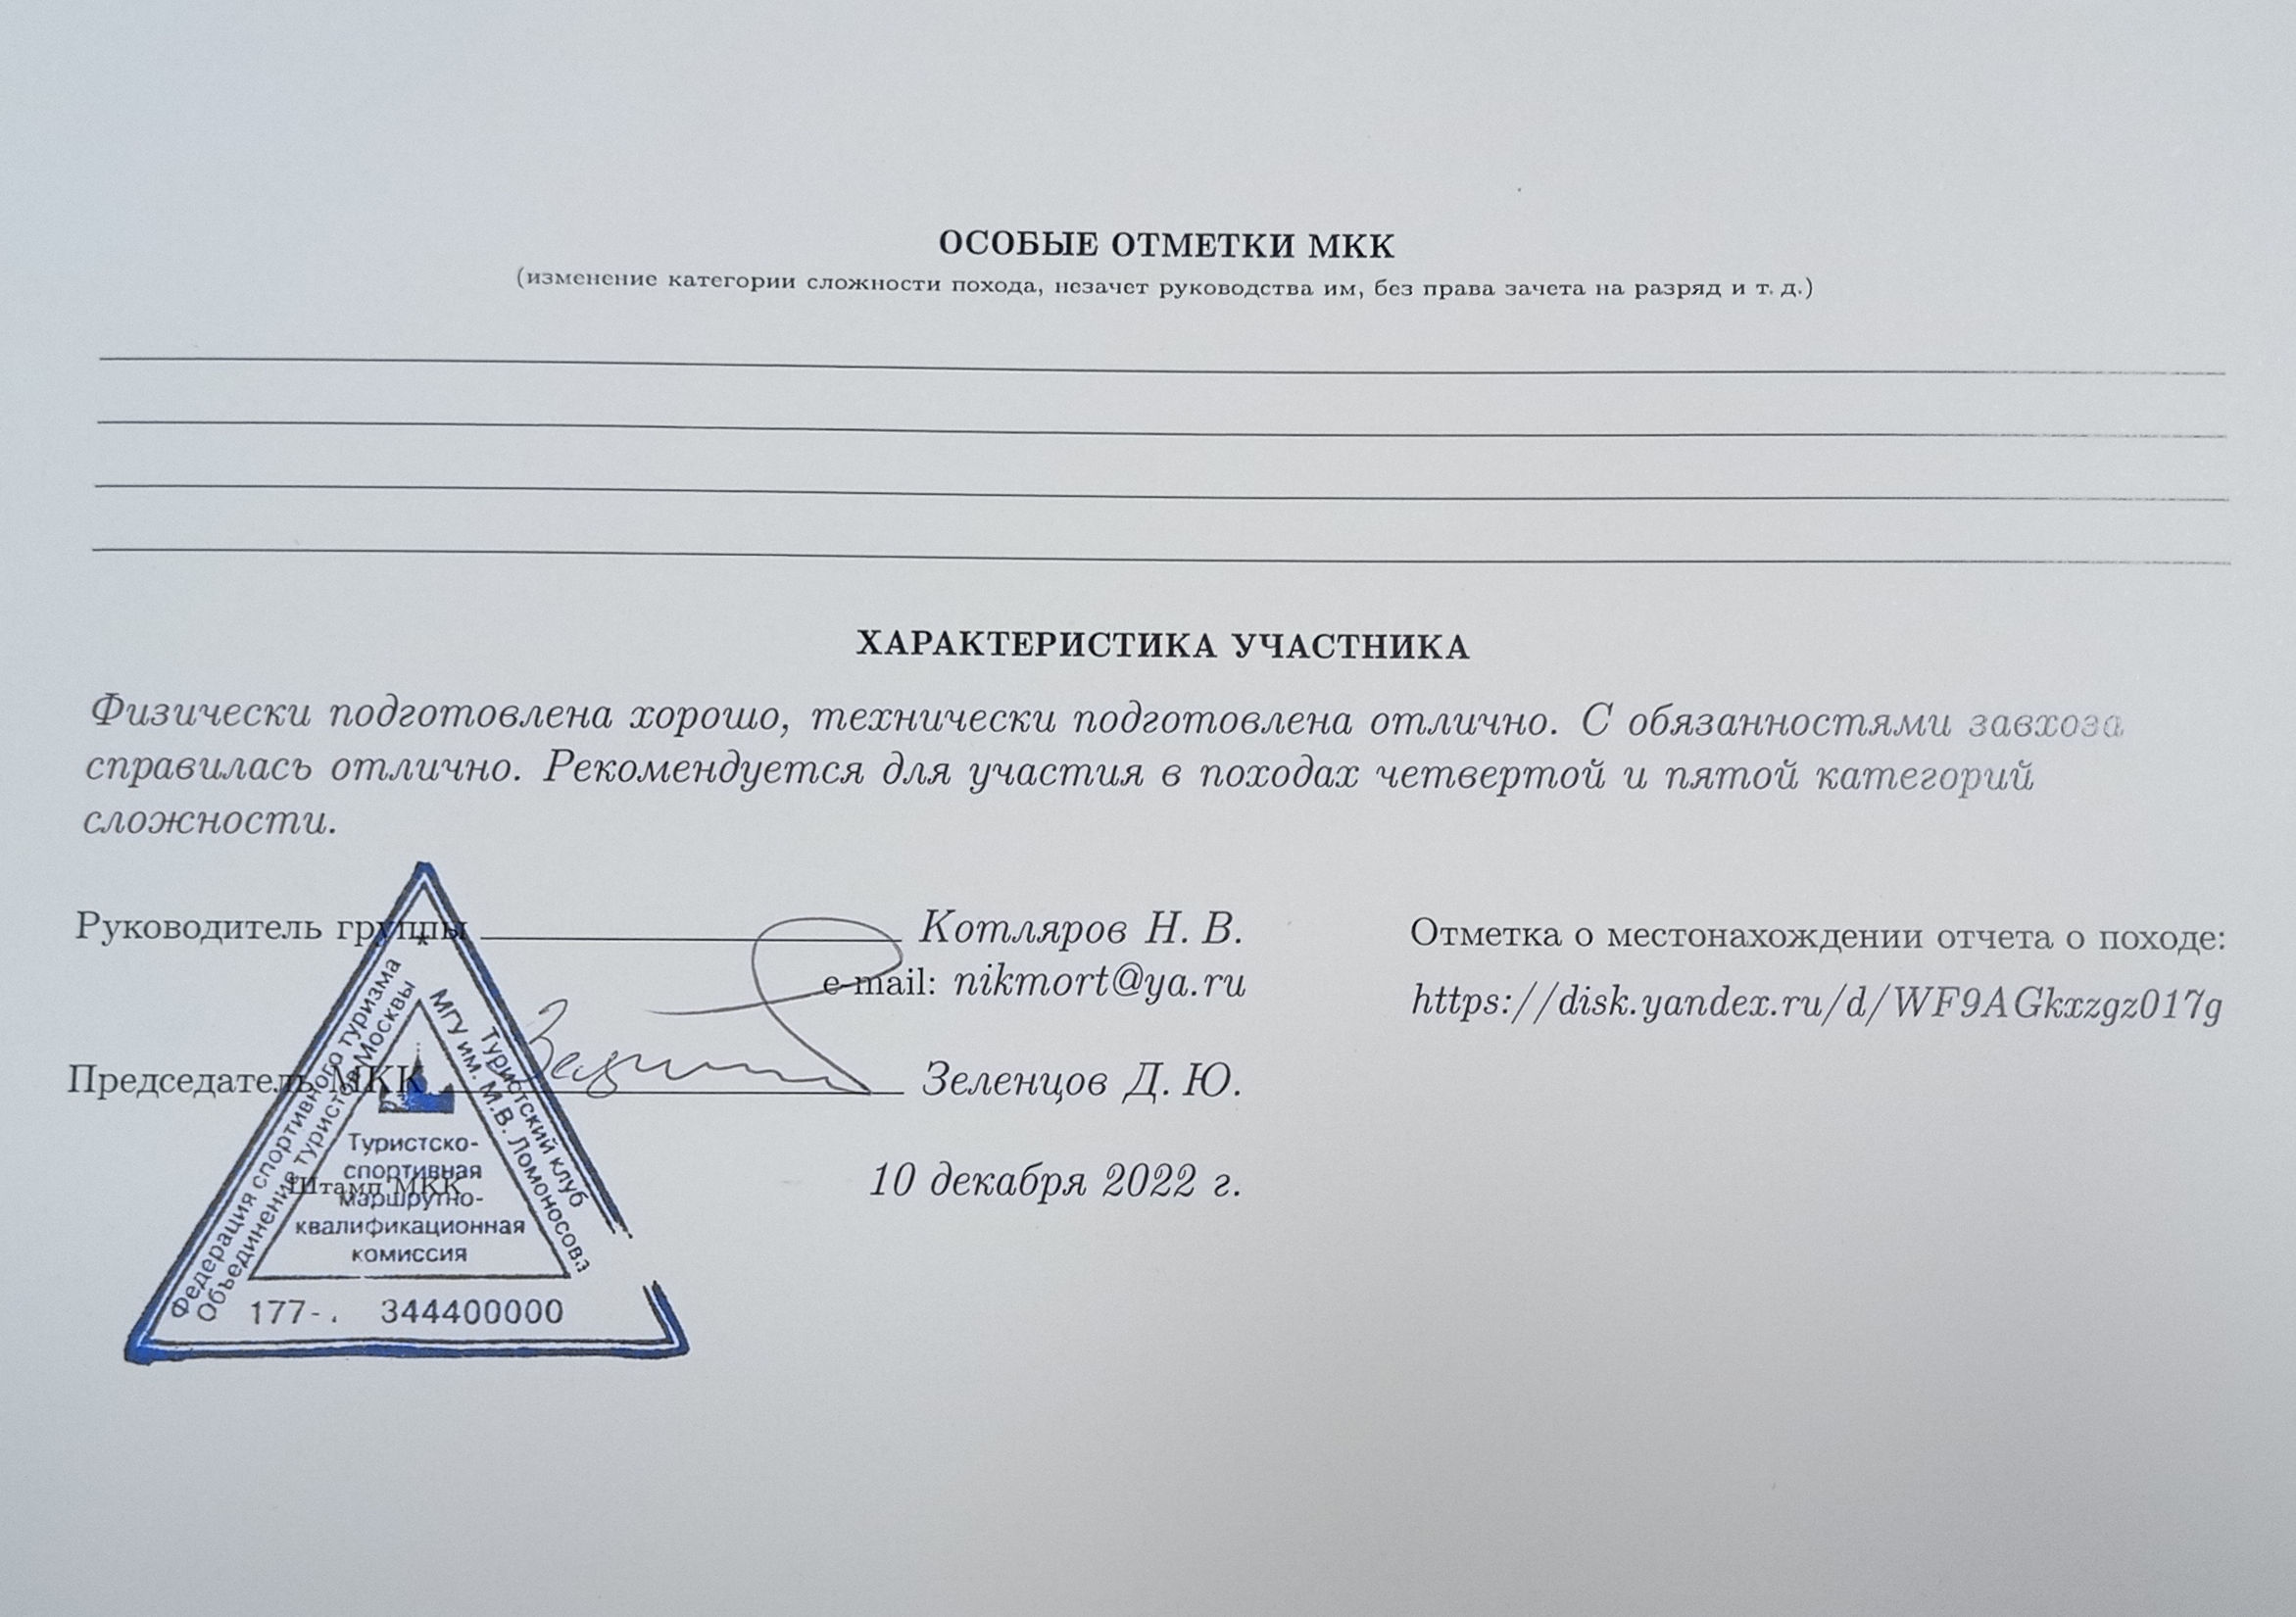 ОСОБЫЕ ОТМЕТКИ МКК
(изменение категории сложности похода, незачет руководства им, без права зачета на разряд и т. д.)
ХАРАКТЕРИСТИКА УЧАСТНИКА
Физически подготовлена хорошо, технически подготовлена отлично. С обязанностями завхоза
справилась отлично. Рекомендуется для участия в походах четвертой и пятой категорий
сложности.
Руководитель группы Котляров Н. В.
e-mail: nikmort@ya.ru
Отметка о местонахождении отчета о походе:
https://disk.yandex.ru/d/WF9AGkxzgz017g
Председатель МКК Зеленцов Д. Ю.
Штамп МКК
10 декабря 2022 г.
Федерация спортивного туризма
Объединение туристов Москвы
Туристский клуб
МГУ им. М.В. Ломоносова
Туристско-
спортивная
маршрутно-
квалификационная
комиссия
177- . 344400000